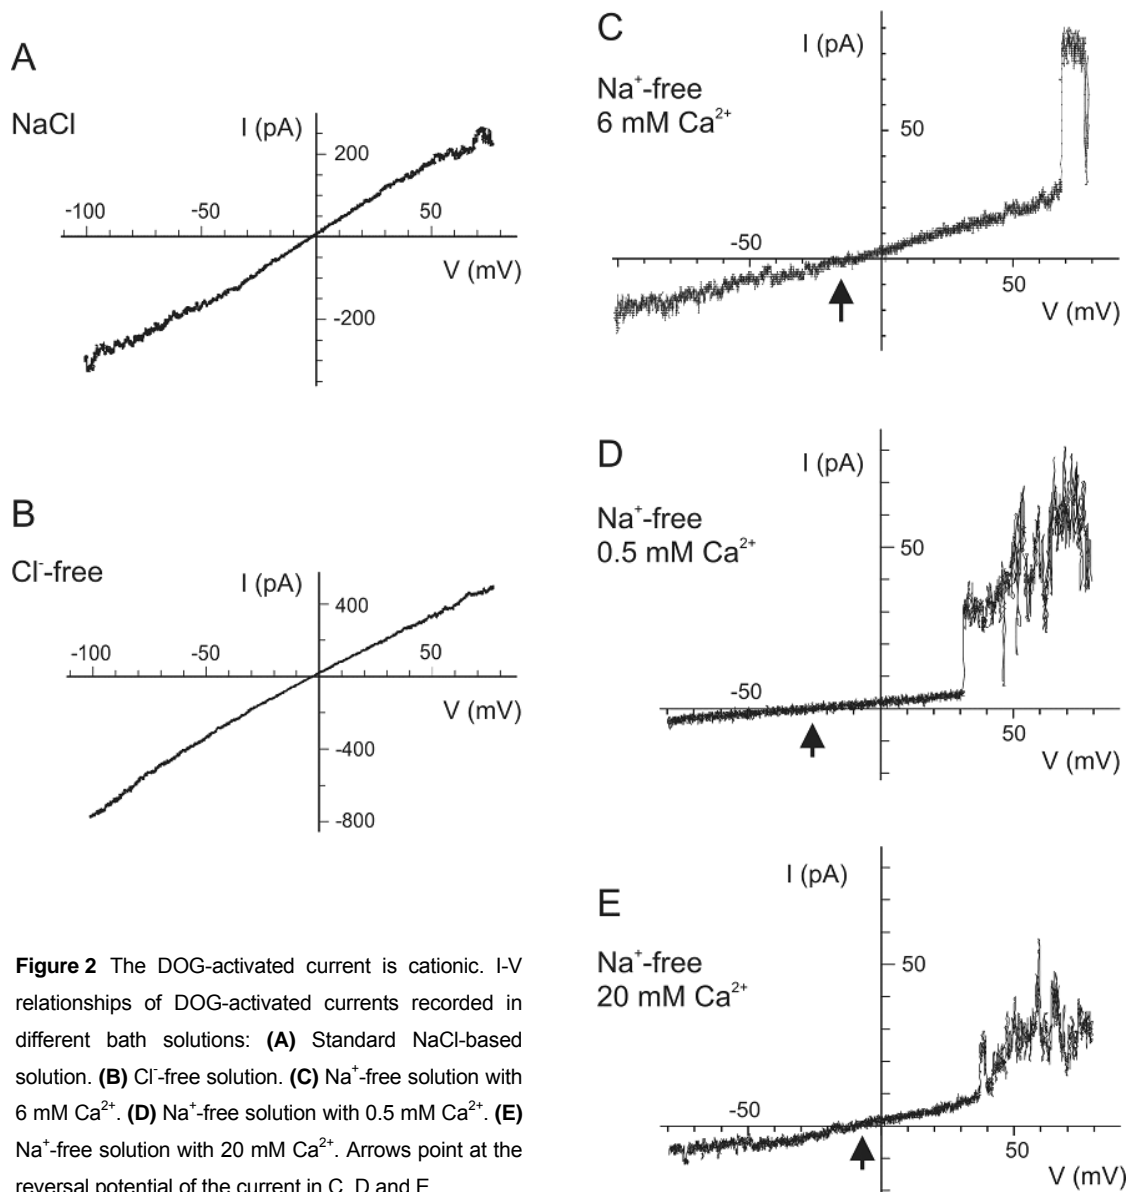 A
NaCl
I (pA)
200
-100
-50
50
V (mV)
-200
B
Cl⁻-free
I (pA)
400
-100
-50
50
V (mV)
-400
-800
C
I (pA)
Na⁺-free
6 mM Ca²⁺
50
-50
50
V (mV)
D
I (pA)
Na⁺-free
0.5 mM Ca²⁺
50
-50
50
V (mV)
E
I (pA)
Na⁺-free
20 mM Ca²⁺
50
-50
50
V (mV)
Figure 2 The DOG-activated current is cationic. I-V
relationships of DOG-activated currents recorded in
different bath solutions: (A) Standard NaCl-based
solution. (B) Cl⁻-free solution. (C) Na⁺-free solution with
6 mM Ca²⁺. (D) Na⁺-free solution with 0.5 mM Ca²⁺. (E)
Na⁺-free solution with 20 mM Ca²⁺. Arrows point at the
reversal potential of the current in C, D and E